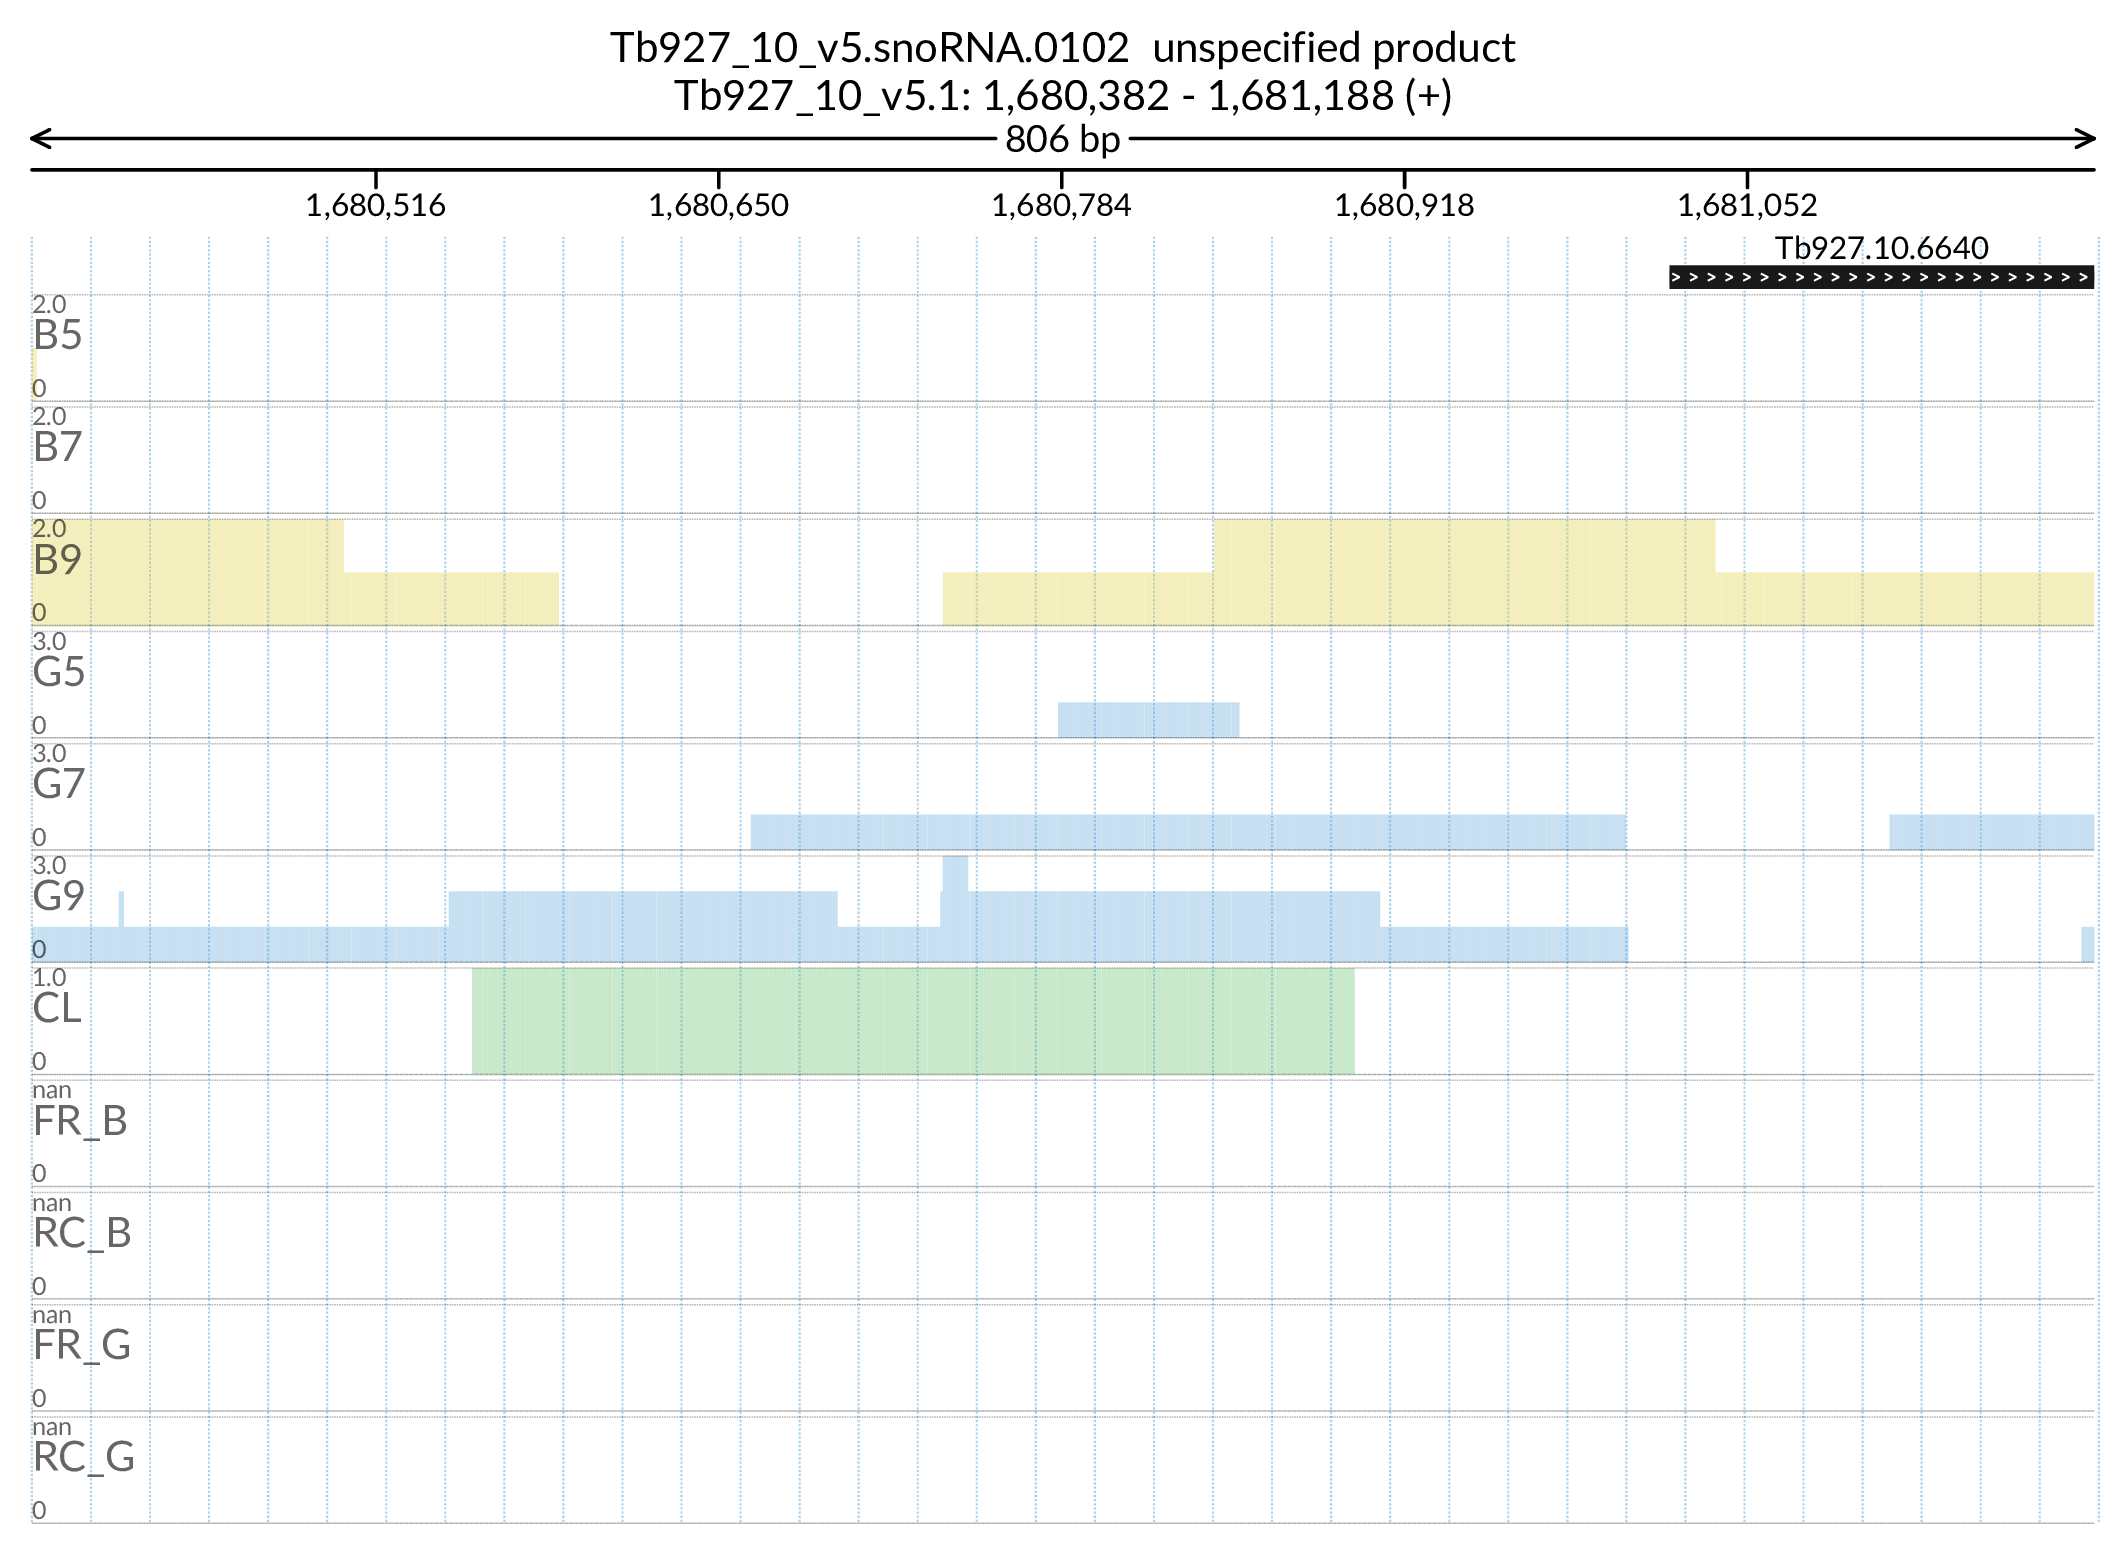 Tb927_10_v5.snoRNA.0102  unspecified product
Tb927_10_v5.1: 1,680,382 - 1,681,188 (+)
806 bp
1,680,516 1,680,650 1,680,784 1,680,918 1,681,052
Tb927.10.6640
2.0
B5
0
2.0
B7
0
2.0
B9
0
3.0
G5
0
3.0
G7
0
3.0
G9
0
1.0
CL
0
nan
FR_B
0
nan
RC_B
0
nan
FR_G
0
nan
RC_G
0